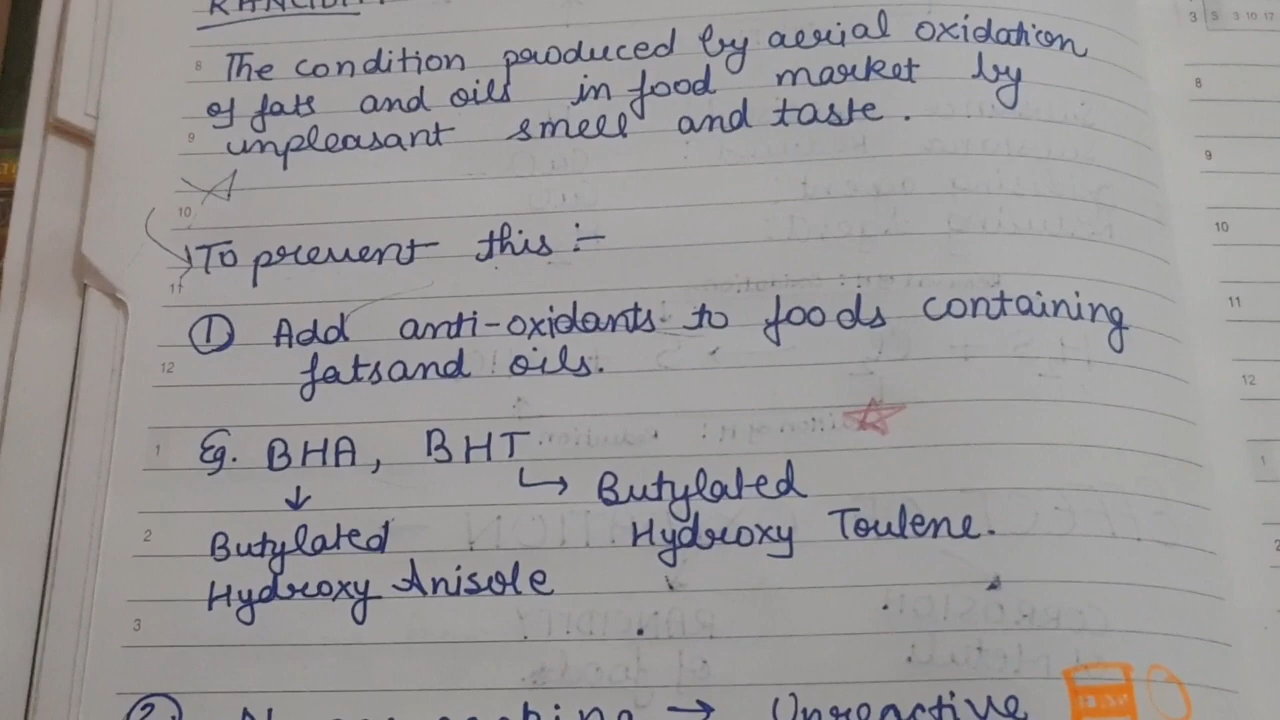 RANCIDI
The condition produced by aerial oxidation
of fats and oils in food market by
unpleasant smell and taste.
To prevent this :-
① Add anti-oxidants to foods containing
fats and oils.
Eg. BHA, BHT
↓ ↳ Butylated
Butylated Hydroxy Toulene.
Hydroxy Anisole
②. → Unreactive